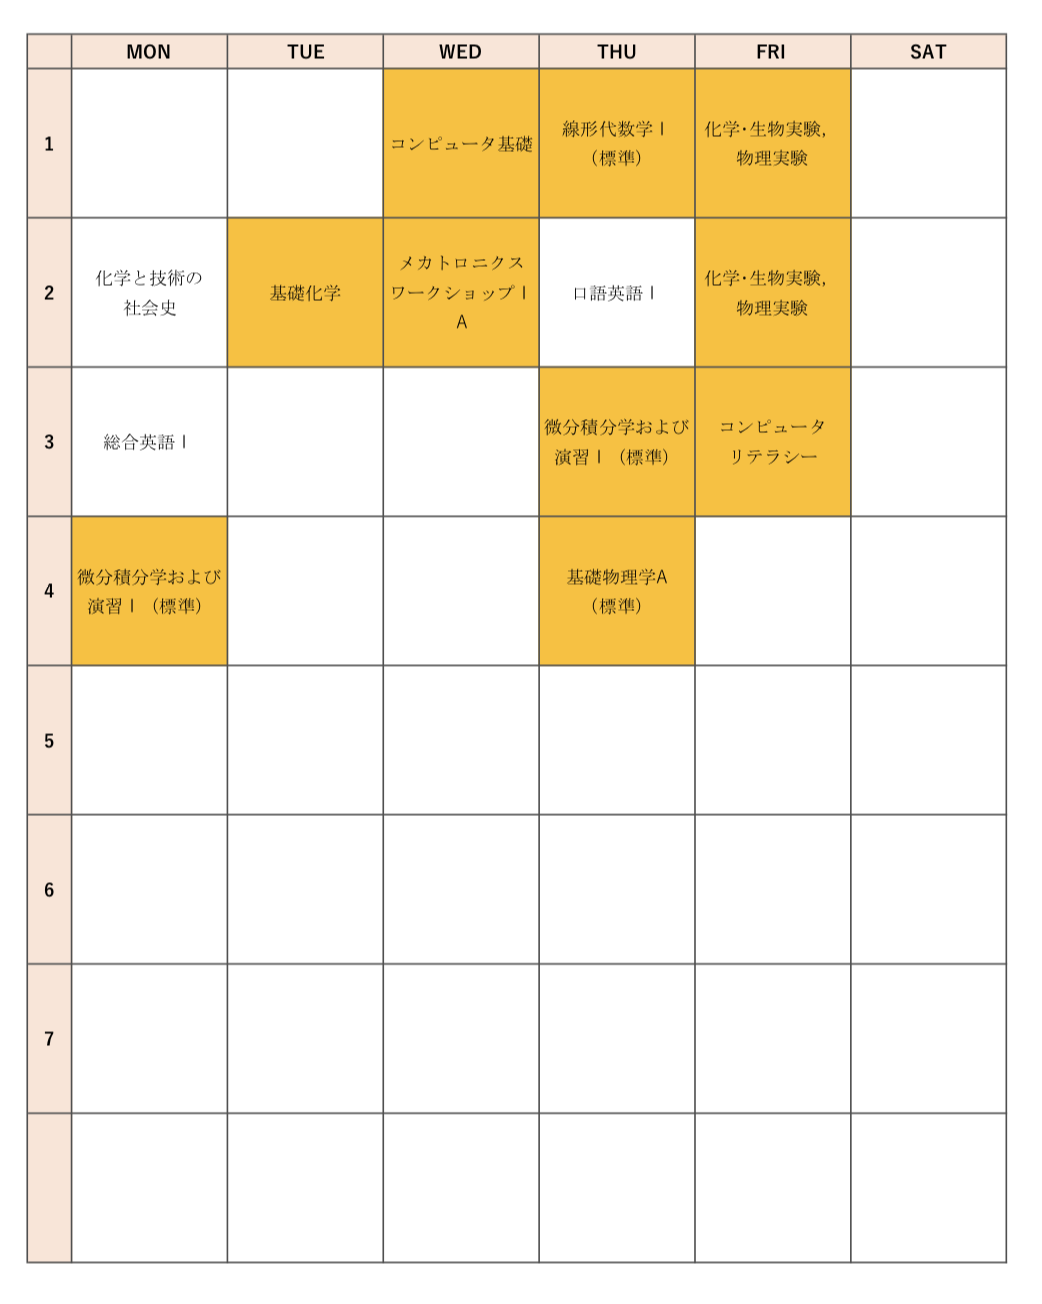 MON TUE WED THU FRI SAT
1
コンピュータ基礎
線形代数学Ⅰ
（標準）
化学･生物実験,
物理実験
2
化学と技術の
社会史
基礎化学
メカトロニクス
ワークショップⅠ
A
口語英語Ⅰ
化学･生物実験,
物理実験
3
総合英語Ⅰ
微分積分学および
演習Ⅰ（標準）
コンピュータ
リテラシー
4
微分積分学および
演習Ⅰ（標準）
基礎物理学A
（標準）
5
6
7